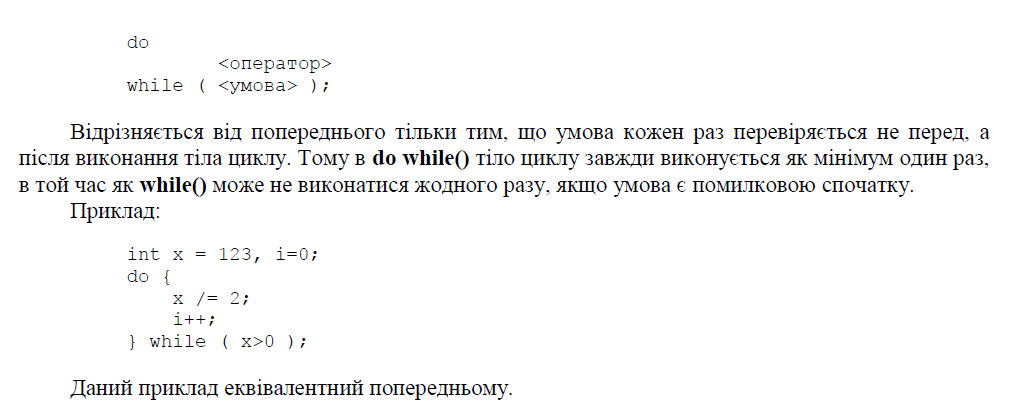 do
<оператор>
while ( <умова> );
Відрізняється від попереднього тільки тим, що умова кожен раз перевіряється не перед, а
після виконання тіла циклу. Тому в do while() тіло циклу завжди виконується як мінімум один раз,
в той час як while() може не виконатися жодного разу, якщо умова є помилковою спочатку.
Приклад:
int x = 123, i=0;
do {
x /= 2;
i++;
} while ( x>0 );
Даний приклад еквівалентний попередньому.